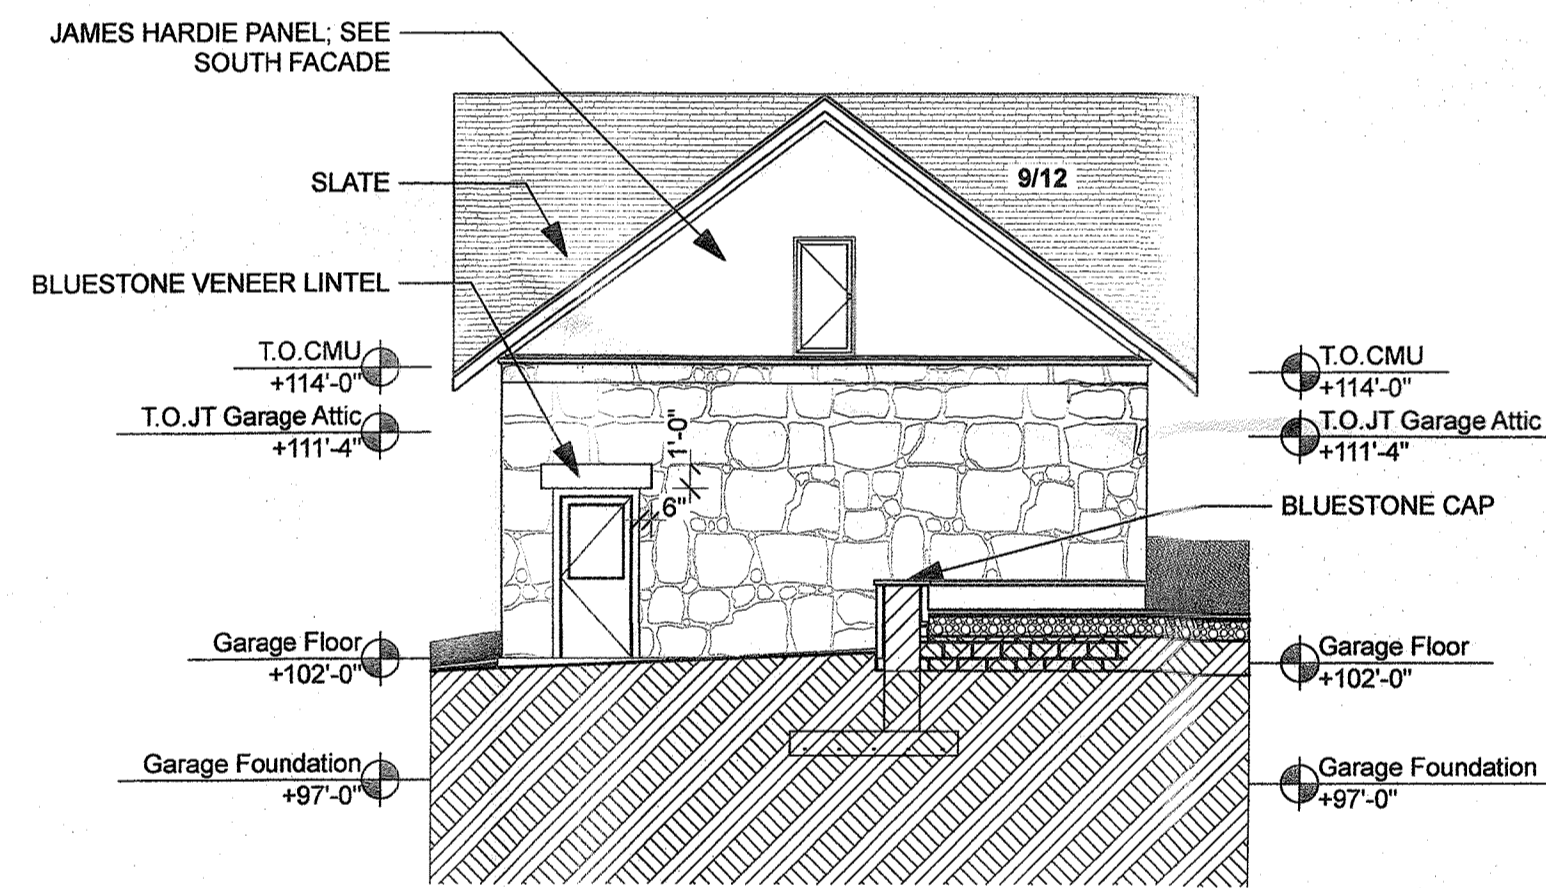 JAMES HARDIE PANEL; SEE
SOUTH FACADE
SLATE
9/12
BLUESTONE VENEER LINTEL
T.O.CMU
+114'-0"
T.O.JT Garage Attic
+111'-4"
1'-0"
6"
Garage Floor
+102'-0"
Garage Foundation
+97'-0"
T.O.CMU
+114'-0"
T.O.JT Garage Attic
+111'-4"
BLUESTONE CAP
Garage Floor
+102'-0"
Garage Foundation
+97'-0"